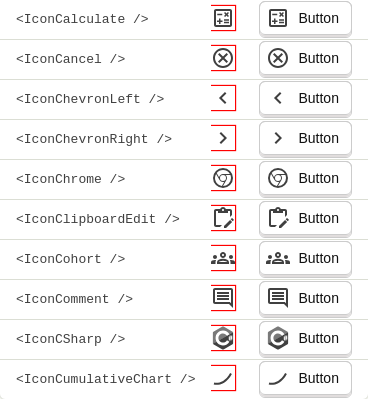 <IconCalculate /> Button
<IconCancel /> Button
<IconChevronLeft /> Button
<IconChevronRight /> Button
<IconChrome /> Button
<IconClipboardEdit /> Button
<IconCohort /> Button
<IconComment /> Button
<IconCSharp /> Button
<IconCumulativeChart /> Button